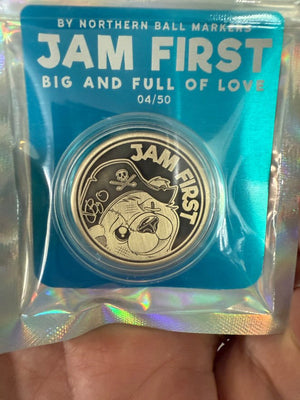 BY NORTHERN BALL MARKERS
JAM FIRST
BIG AND FULL OF LOVE
04/50
JAM
FIRST